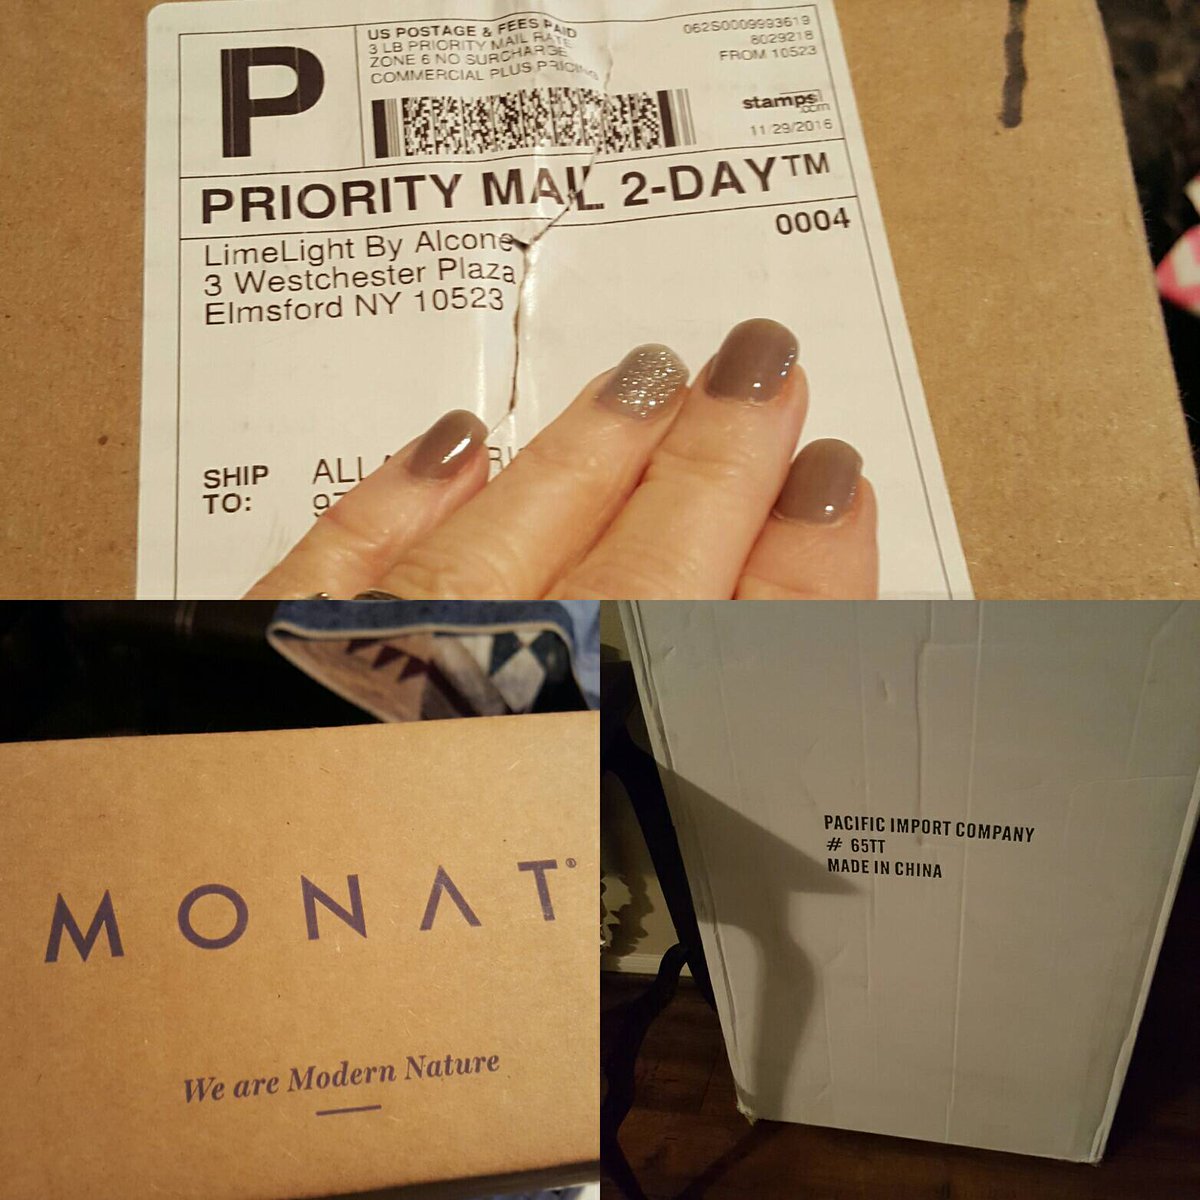 P
US POSTAGE & FEES PAID
3 LB PRIORITY MAIL RATE
ZONE 6 NO SURCHARGE
COMMERCIAL PLUS PRICING
062S0009993619
8029218
FROM 10523
stamps
.com
11/29/2016
PRIORITY MAIL 2-DAY™
LimeLight By Alcone
3 Westchester Plaza
Elmsford NY 10523
0004
SHIP
TO:
MONAT®
We are Modern Nature
PACIFIC IMPORT COMPANY
# 65TT
MADE IN CHINA